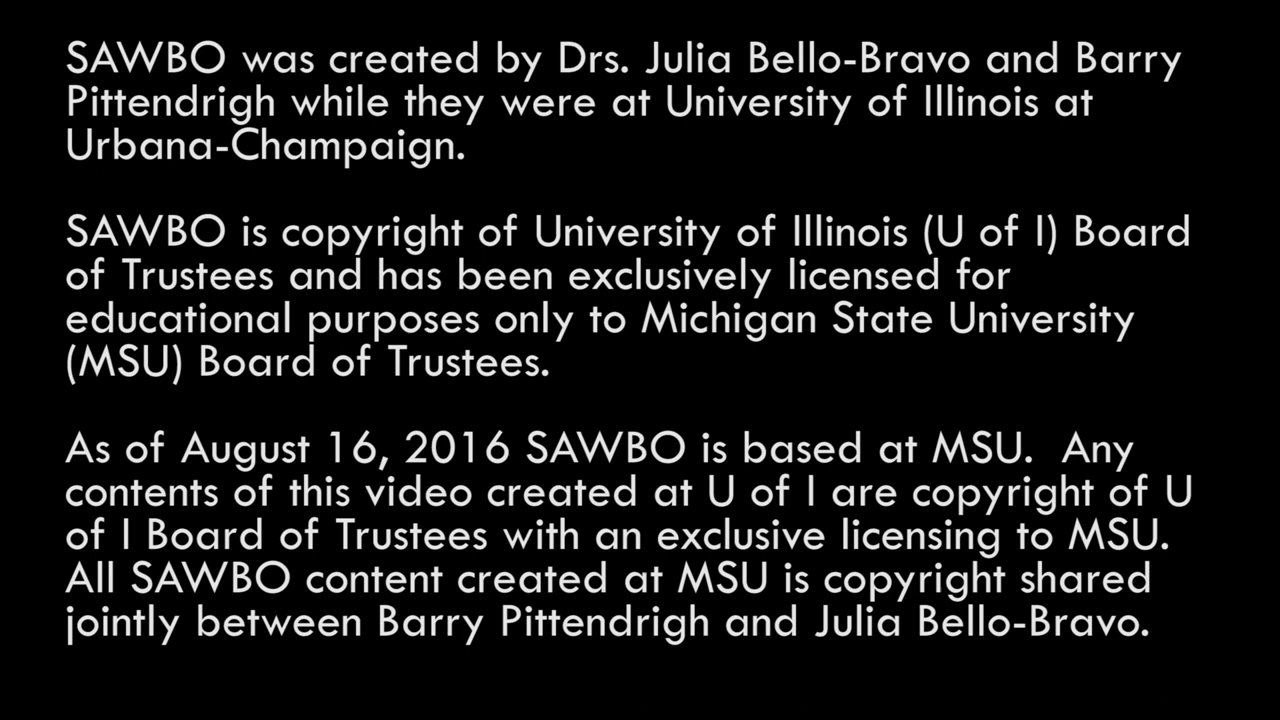 SAWBO was created by Drs. Julia Bello-Bravo and Barry
Pittendrigh while they were at University of Illinois at
Urbana-Champaign.
SAWBO is copyright of University of Illinois (U of I) Board
of Trustees and has been exclusively licensed for
educational purposes only to Michigan State University
(MSU) Board of Trustees.
As of August 16, 2016 SAWBO is based at MSU.  Any
contents of this video created at U of I are copyright of U
of I Board of Trustees with an exclusive licensing to MSU.
All SAWBO content created at MSU is copyright shared
jointly between Barry Pittendrigh and Julia Bello-Bravo.